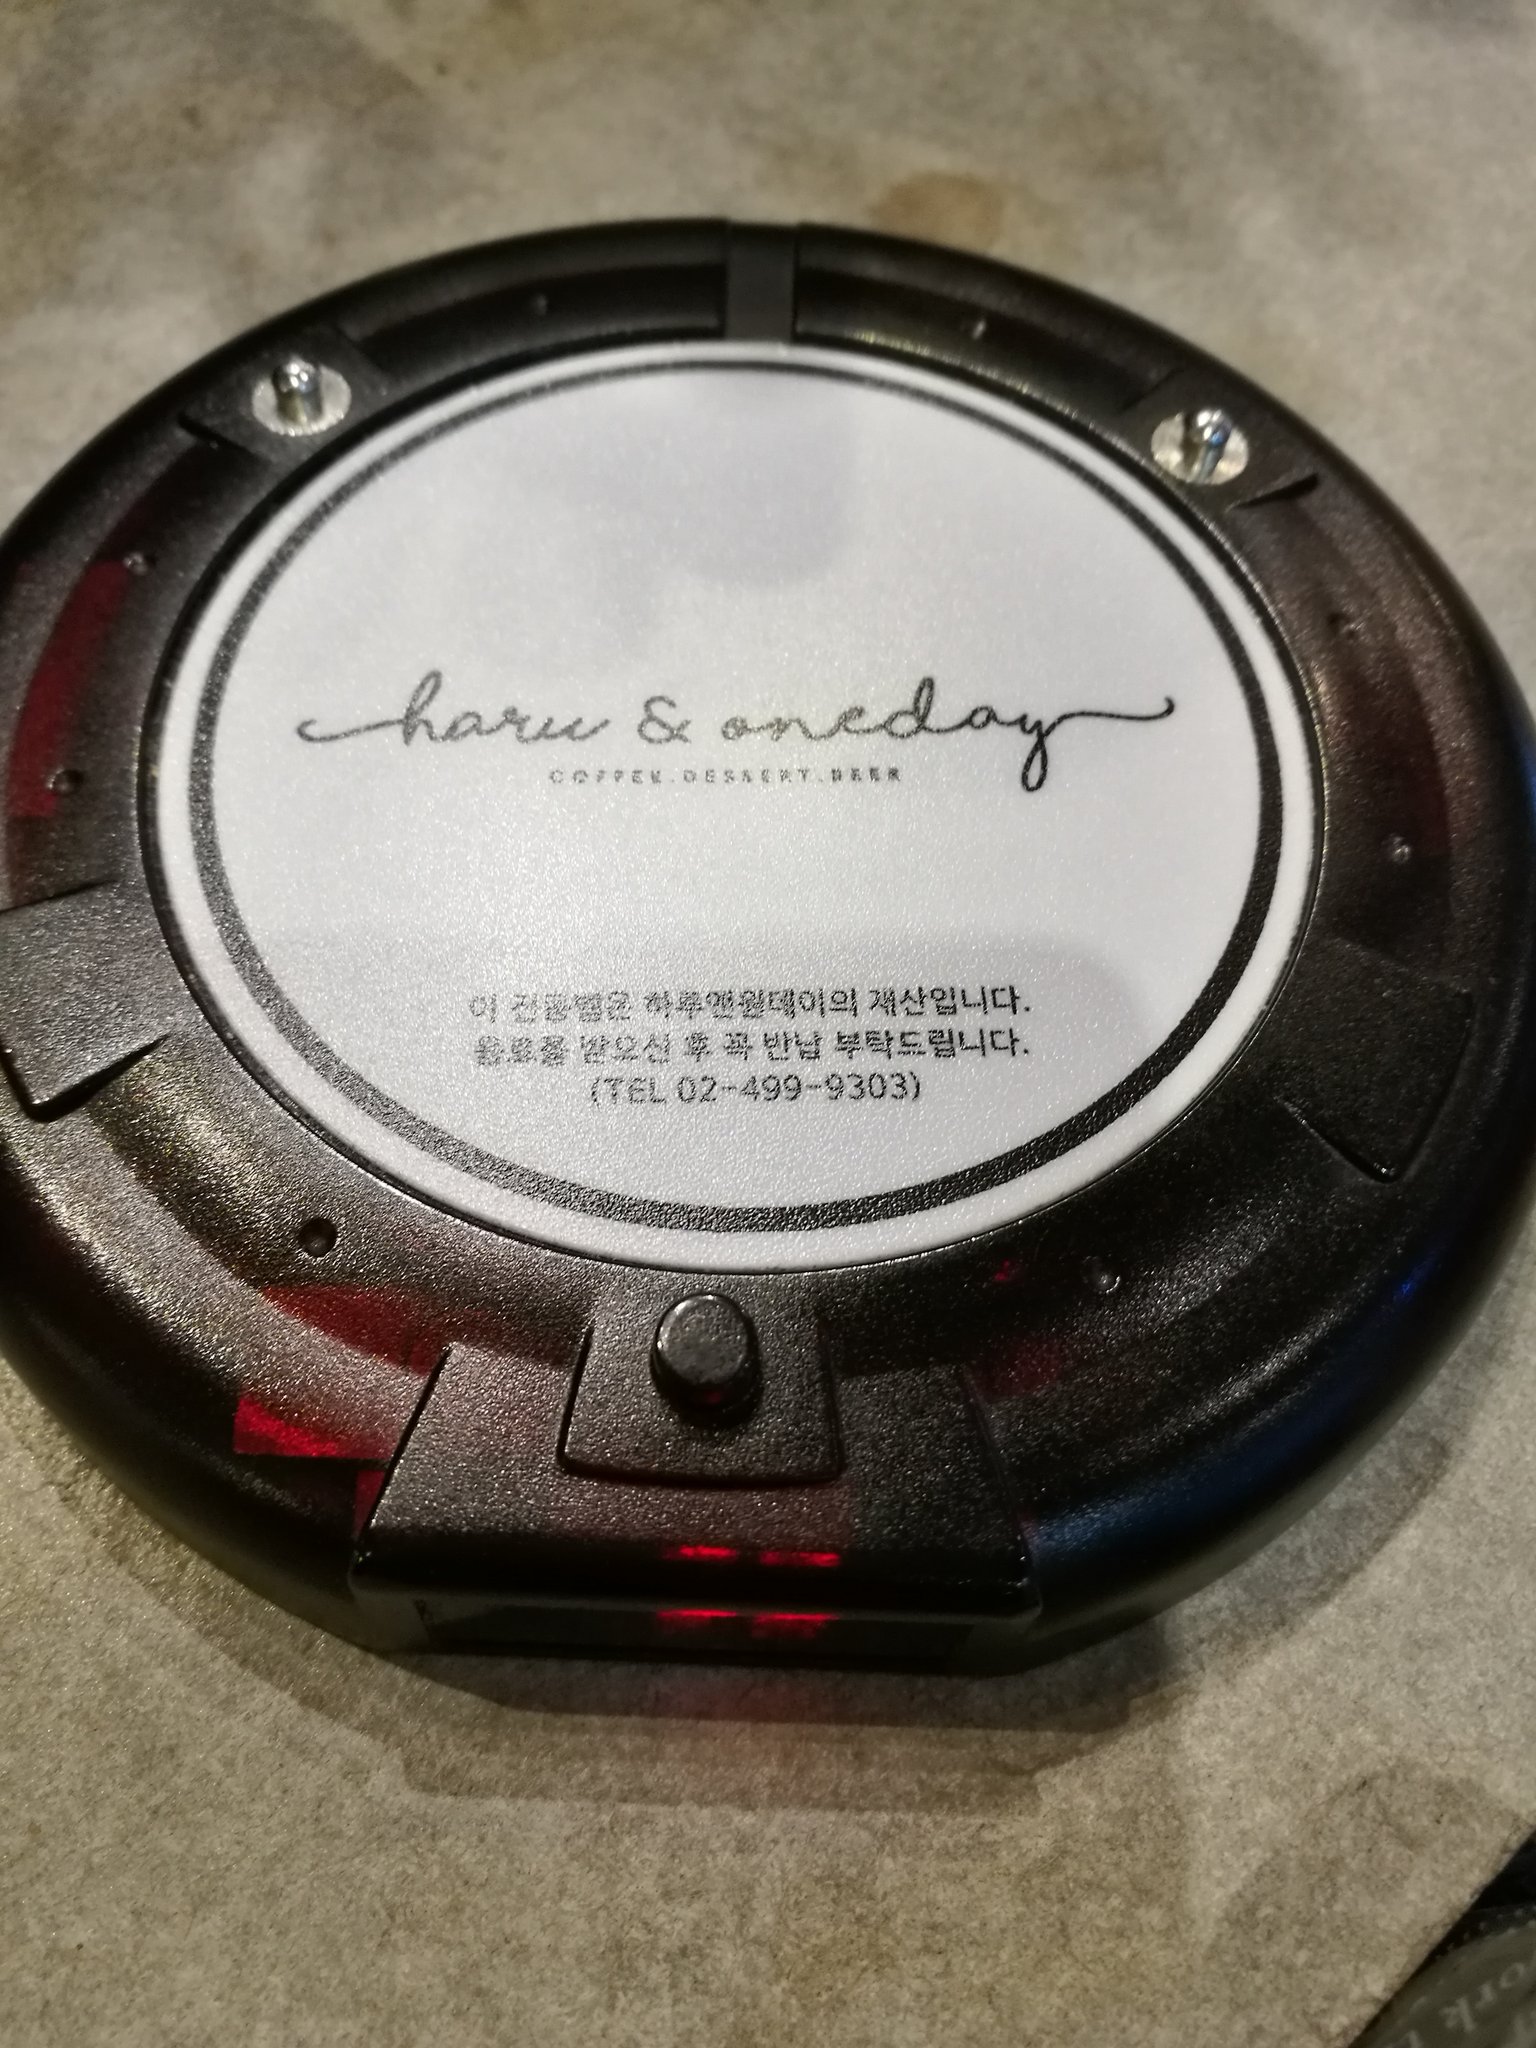 haru & oneday
COFFEE.DESSERT.BEER
이 진동벨은 하루앤원데이의 재산입니다.
음료를 받으신 후 꼭 반납 부탁드립니다.
(TEL 02-499-9303)
ork